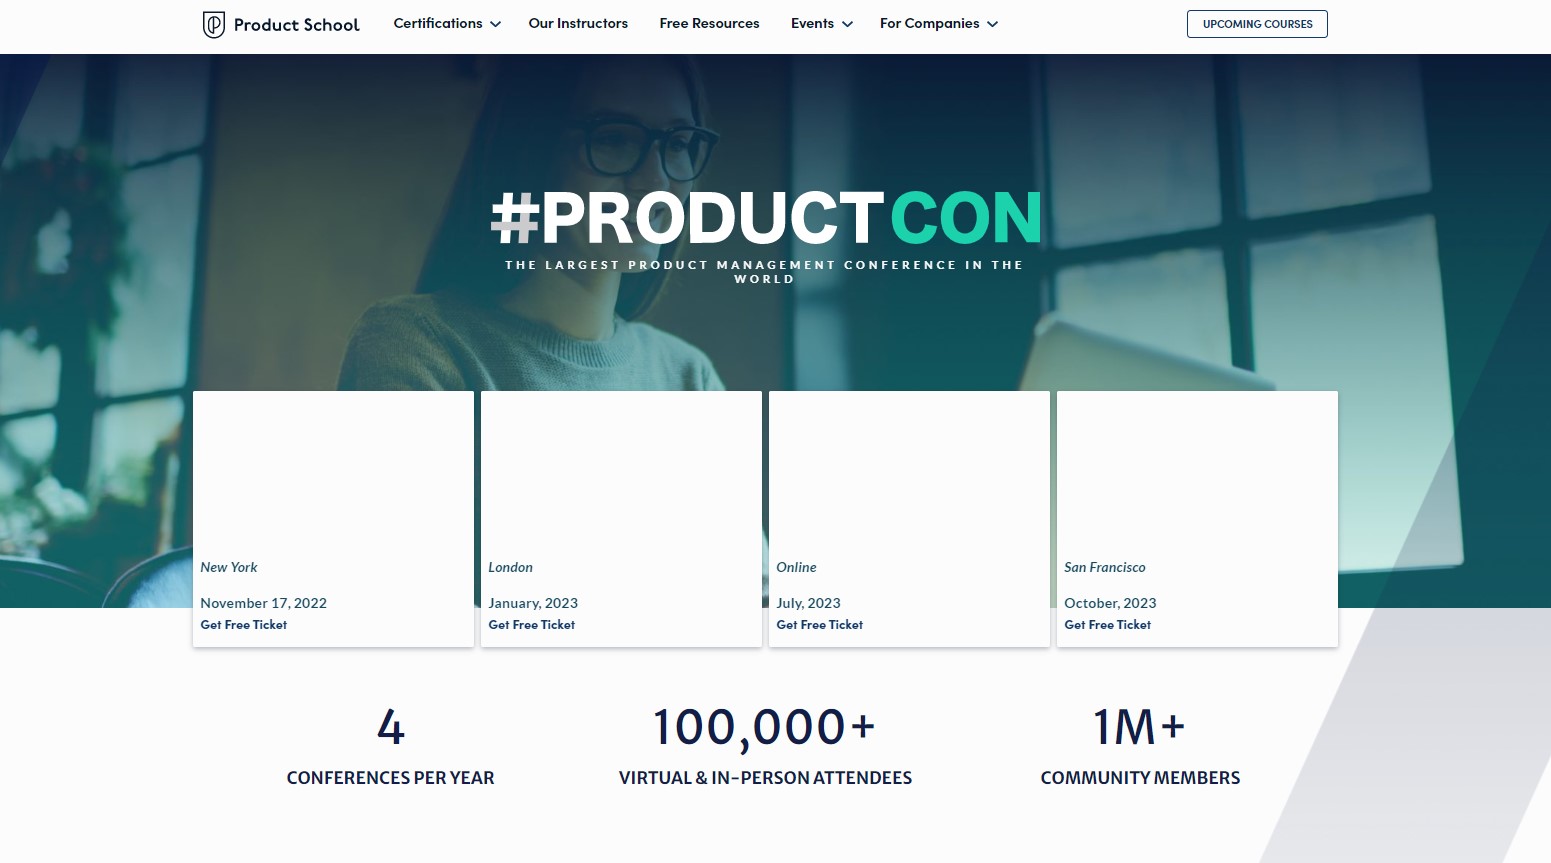 Product School
Certifications
Our Instructors
Free Resources
Events
For Companies
UPCOMING COURSES
#PRODUCTCON
THE LARGEST PRODUCT MANAGEMENT CONFERENCE IN THE
WORLD
New York
November 17, 2022
Get Free Ticket
London
January, 2023
Get Free Ticket
Online
July, 2023
Get Free Ticket
San Francisco
October, 2023
Get Free Ticket
4
CONFERENCES PER YEAR
100,000+
VIRTUAL & IN-PERSON ATTENDEES
1M+
COMMUNITY MEMBERS